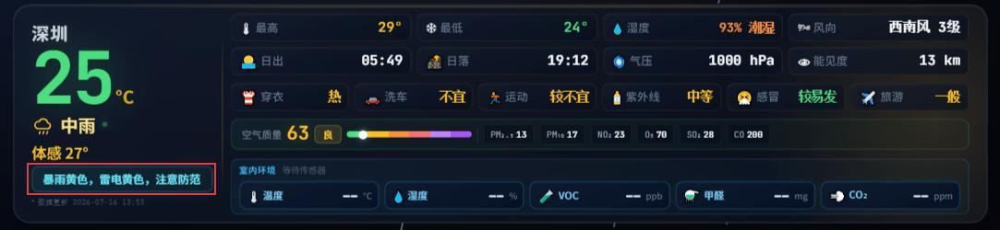 深圳
25°C
中雨
体感 27°
暴雨黄色，雷电黄色，注意防范
* 数据更新 2026-07-16 13:53
最高 29°
最低 24°
湿度 93% 潮湿
风向 西南风 3级
日出 05:49
日落 19:12
气压 1000 hPa
能见度 13 km
穿衣 热
洗车 不宜
运动 较不宜
紫外线 中等
感冒 较易发
旅游 一般
空气质量 63 良 PM₂.₅ 13 PM₁₀ 17 NO₂ 23 O₃ 70 SO₂ 28 CO 200
室内环境 等待传感器
温度 -- °C
湿度 -- %
VOC -- ppb
甲醛 -- mg
CO₂ -- ppm